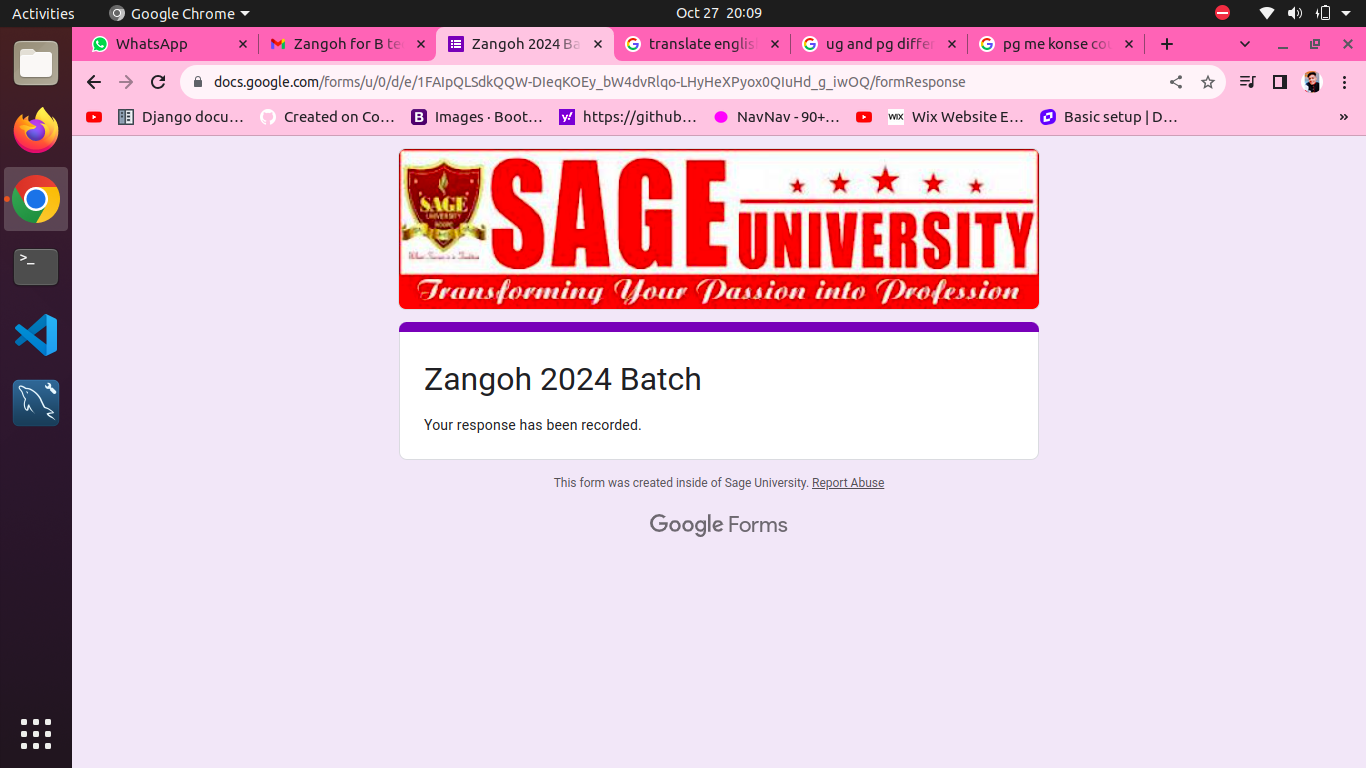 Activities
Google Chrome
Oct 27 20:09
WhatsApp
Zangoh for B te
Zangoh 2024 Ba
translate englis
ug and pg differ
pg me konse co
docs.google.com/forms/u/0/d/e/1FAIpQLSdkQQW-DIeqKOEy_bW4dvRlqo-LHyHeXPyox0QIuHd_g_iwOQ/formResponse
Django docu…
Created on Co…
Images · Boot…
https://github…
NavNav - 90+…
WIX
Wix Website E…
Basic setup | D…
»
SAGE
UNIVERSITY
SAGE
UNIVERSITY
Transforming Your Passion into Profession
Zangoh 2024 Batch
Your response has been recorded.
This form was created inside of Sage University. Report Abuse
Google Forms